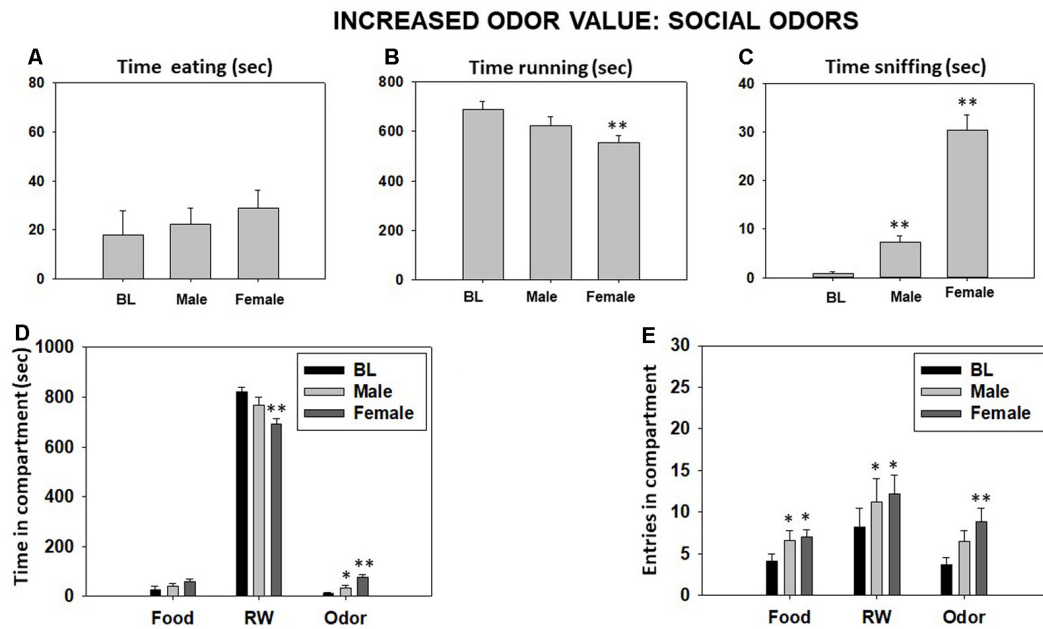 INCREASED ODOR VALUE: SOCIAL ODORS
A
Time eating (sec)
80
60
40
20
0
BL Male Female
B
Time running (sec)
800
600
400
200
0
**
BL Male Female
C
Time sniffing (sec)
40
30
20
10
0
**
**
BL Male Female
D
Time in compartment (sec)
1000
800
600
400
200
0
BL
Male
Female
**
* **
Food RW Odor
E
Entries in compartment
30
25
20
15
10
5
0
BL
Male
Female
* *
* *
**
Food RW Odor